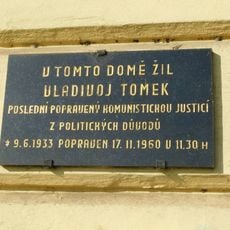 V TOMTO DOMĚ ŽIL
VLADIVOJ TOMEK
POSLEDNÍ POPRAVENÝ KOMUNISTICKOU JUSTICÍ
Z POLITICKÝCH DŮVODŮ
* 9.6.1933 POPRAVEN 17.11.1960 V 11.30 H